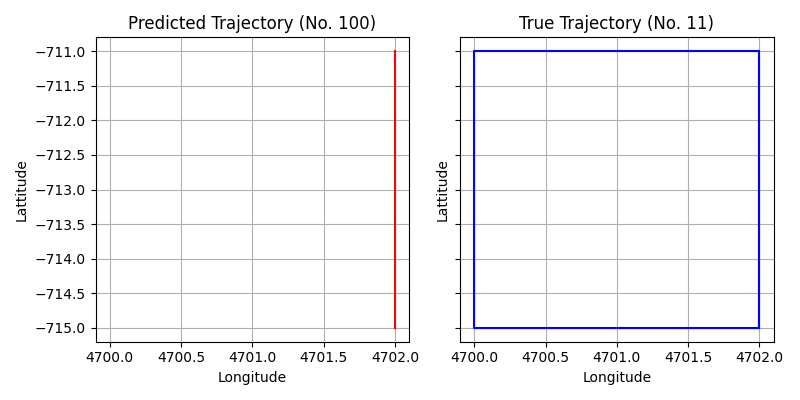 Predicted Trajectory (No. 100)
−711.0
−711.5
−712.0
−712.5
−713.0
−713.5
−714.0
−714.5
−715.0
Lattitude
4700.0 4700.5 4701.0 4701.5 4702.0
Longitude
True Trajectory (No. 11)
Lattitude
4700.0 4700.5 4701.0 4701.5 4702.0
Longitude